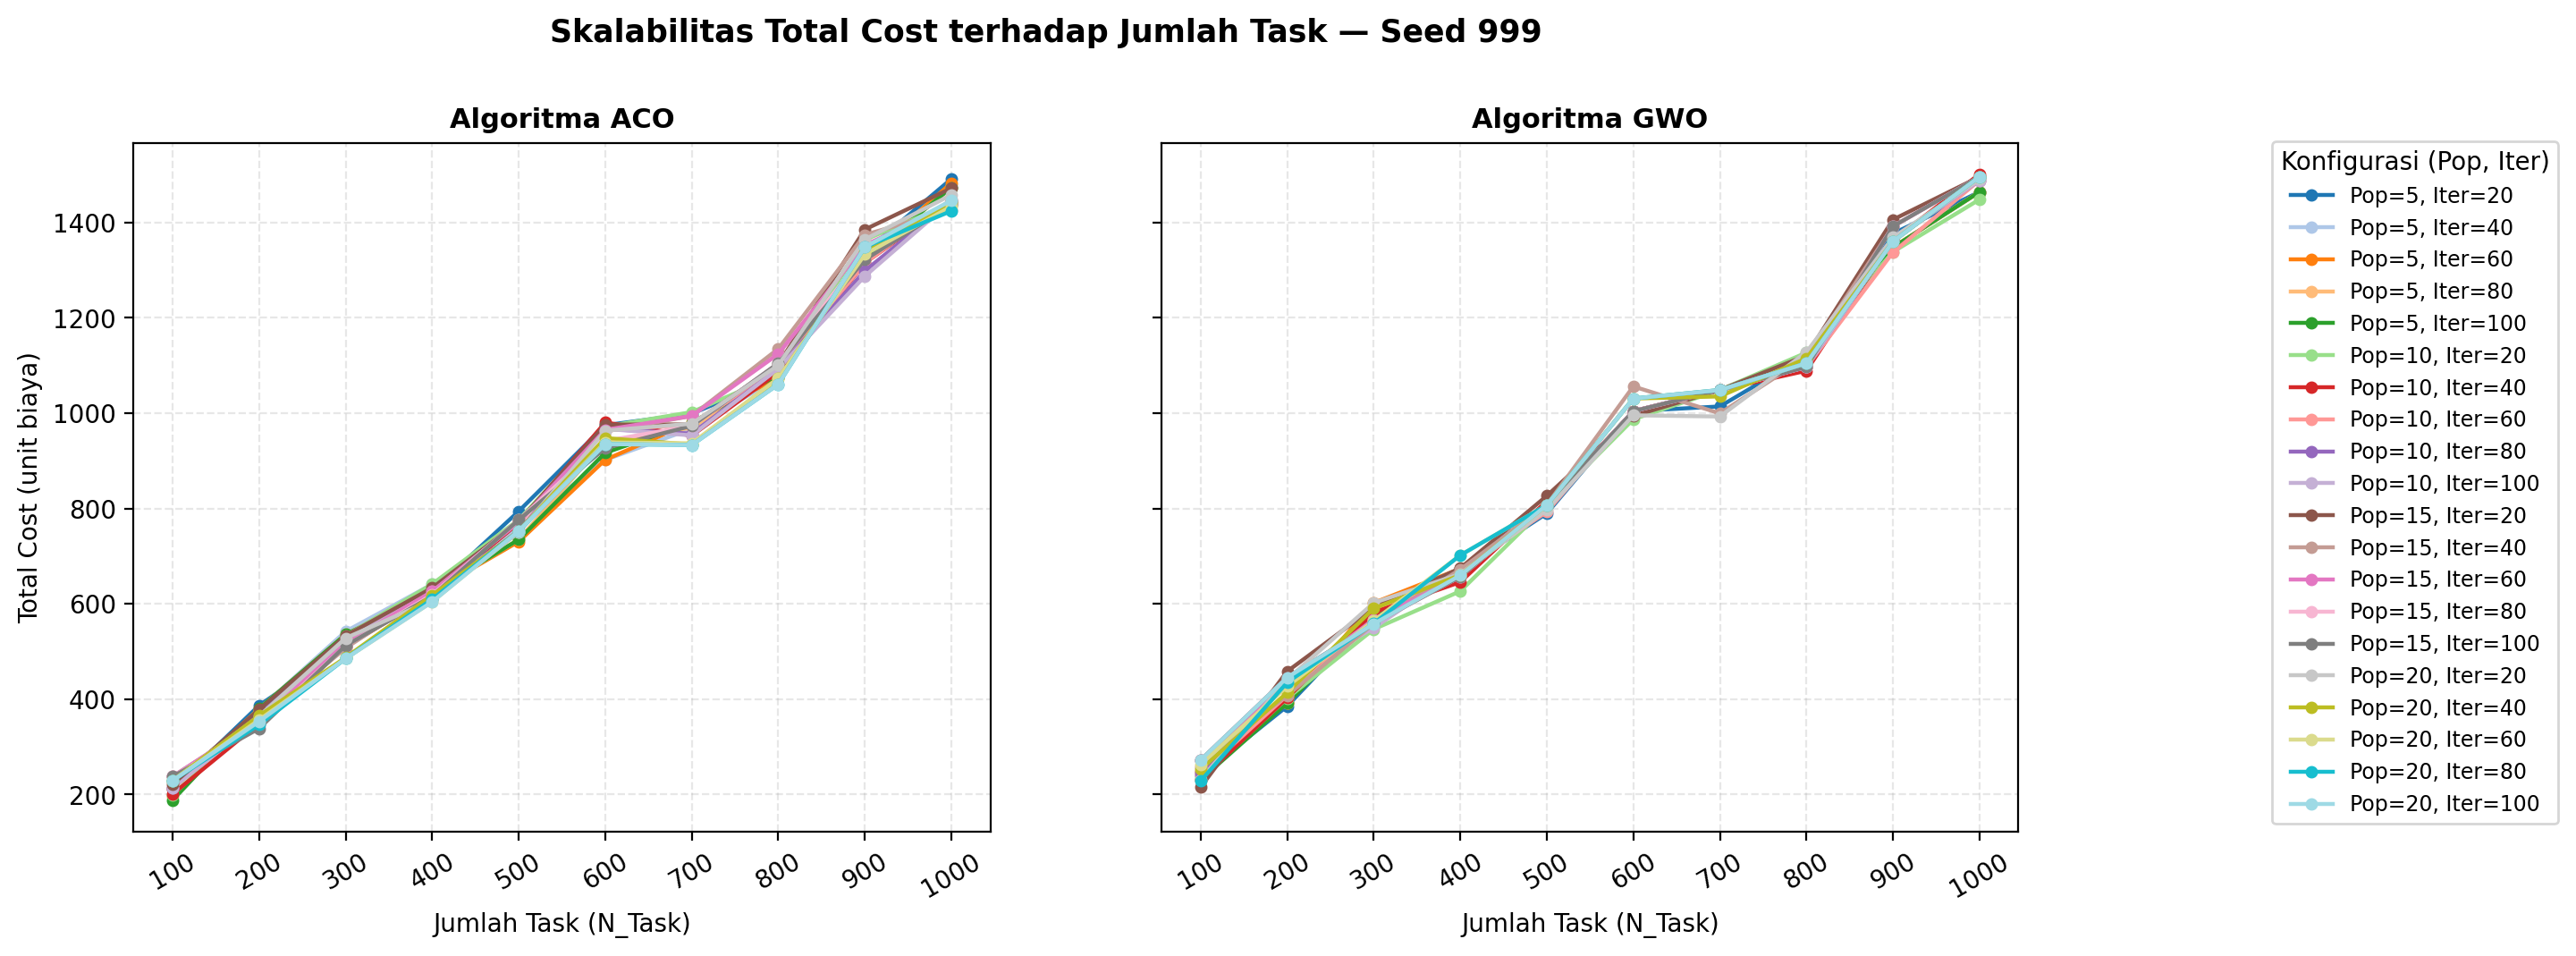 Skalabilitas Total Cost terhadap Jumlah Task — Seed 999
Algoritma ACO
Total Cost (unit biaya)
1400
1200
1000
800
600
400
200
100 200 300 400 500 600 700 800 900 1000
Jumlah Task (N_Task)
Algoritma GWO
100 200 300 400 500 600 700 800 900 1000
Jumlah Task (N_Task)
Konfigurasi (Pop, Iter)
Pop=5, Iter=20
Pop=5, Iter=40
Pop=5, Iter=60
Pop=5, Iter=80
Pop=5, Iter=100
Pop=10, Iter=20
Pop=10, Iter=40
Pop=10, Iter=60
Pop=10, Iter=80
Pop=10, Iter=100
Pop=15, Iter=20
Pop=15, Iter=40
Pop=15, Iter=60
Pop=15, Iter=80
Pop=15, Iter=100
Pop=20, Iter=20
Pop=20, Iter=40
Pop=20, Iter=60
Pop=20, Iter=80
Pop=20, Iter=100